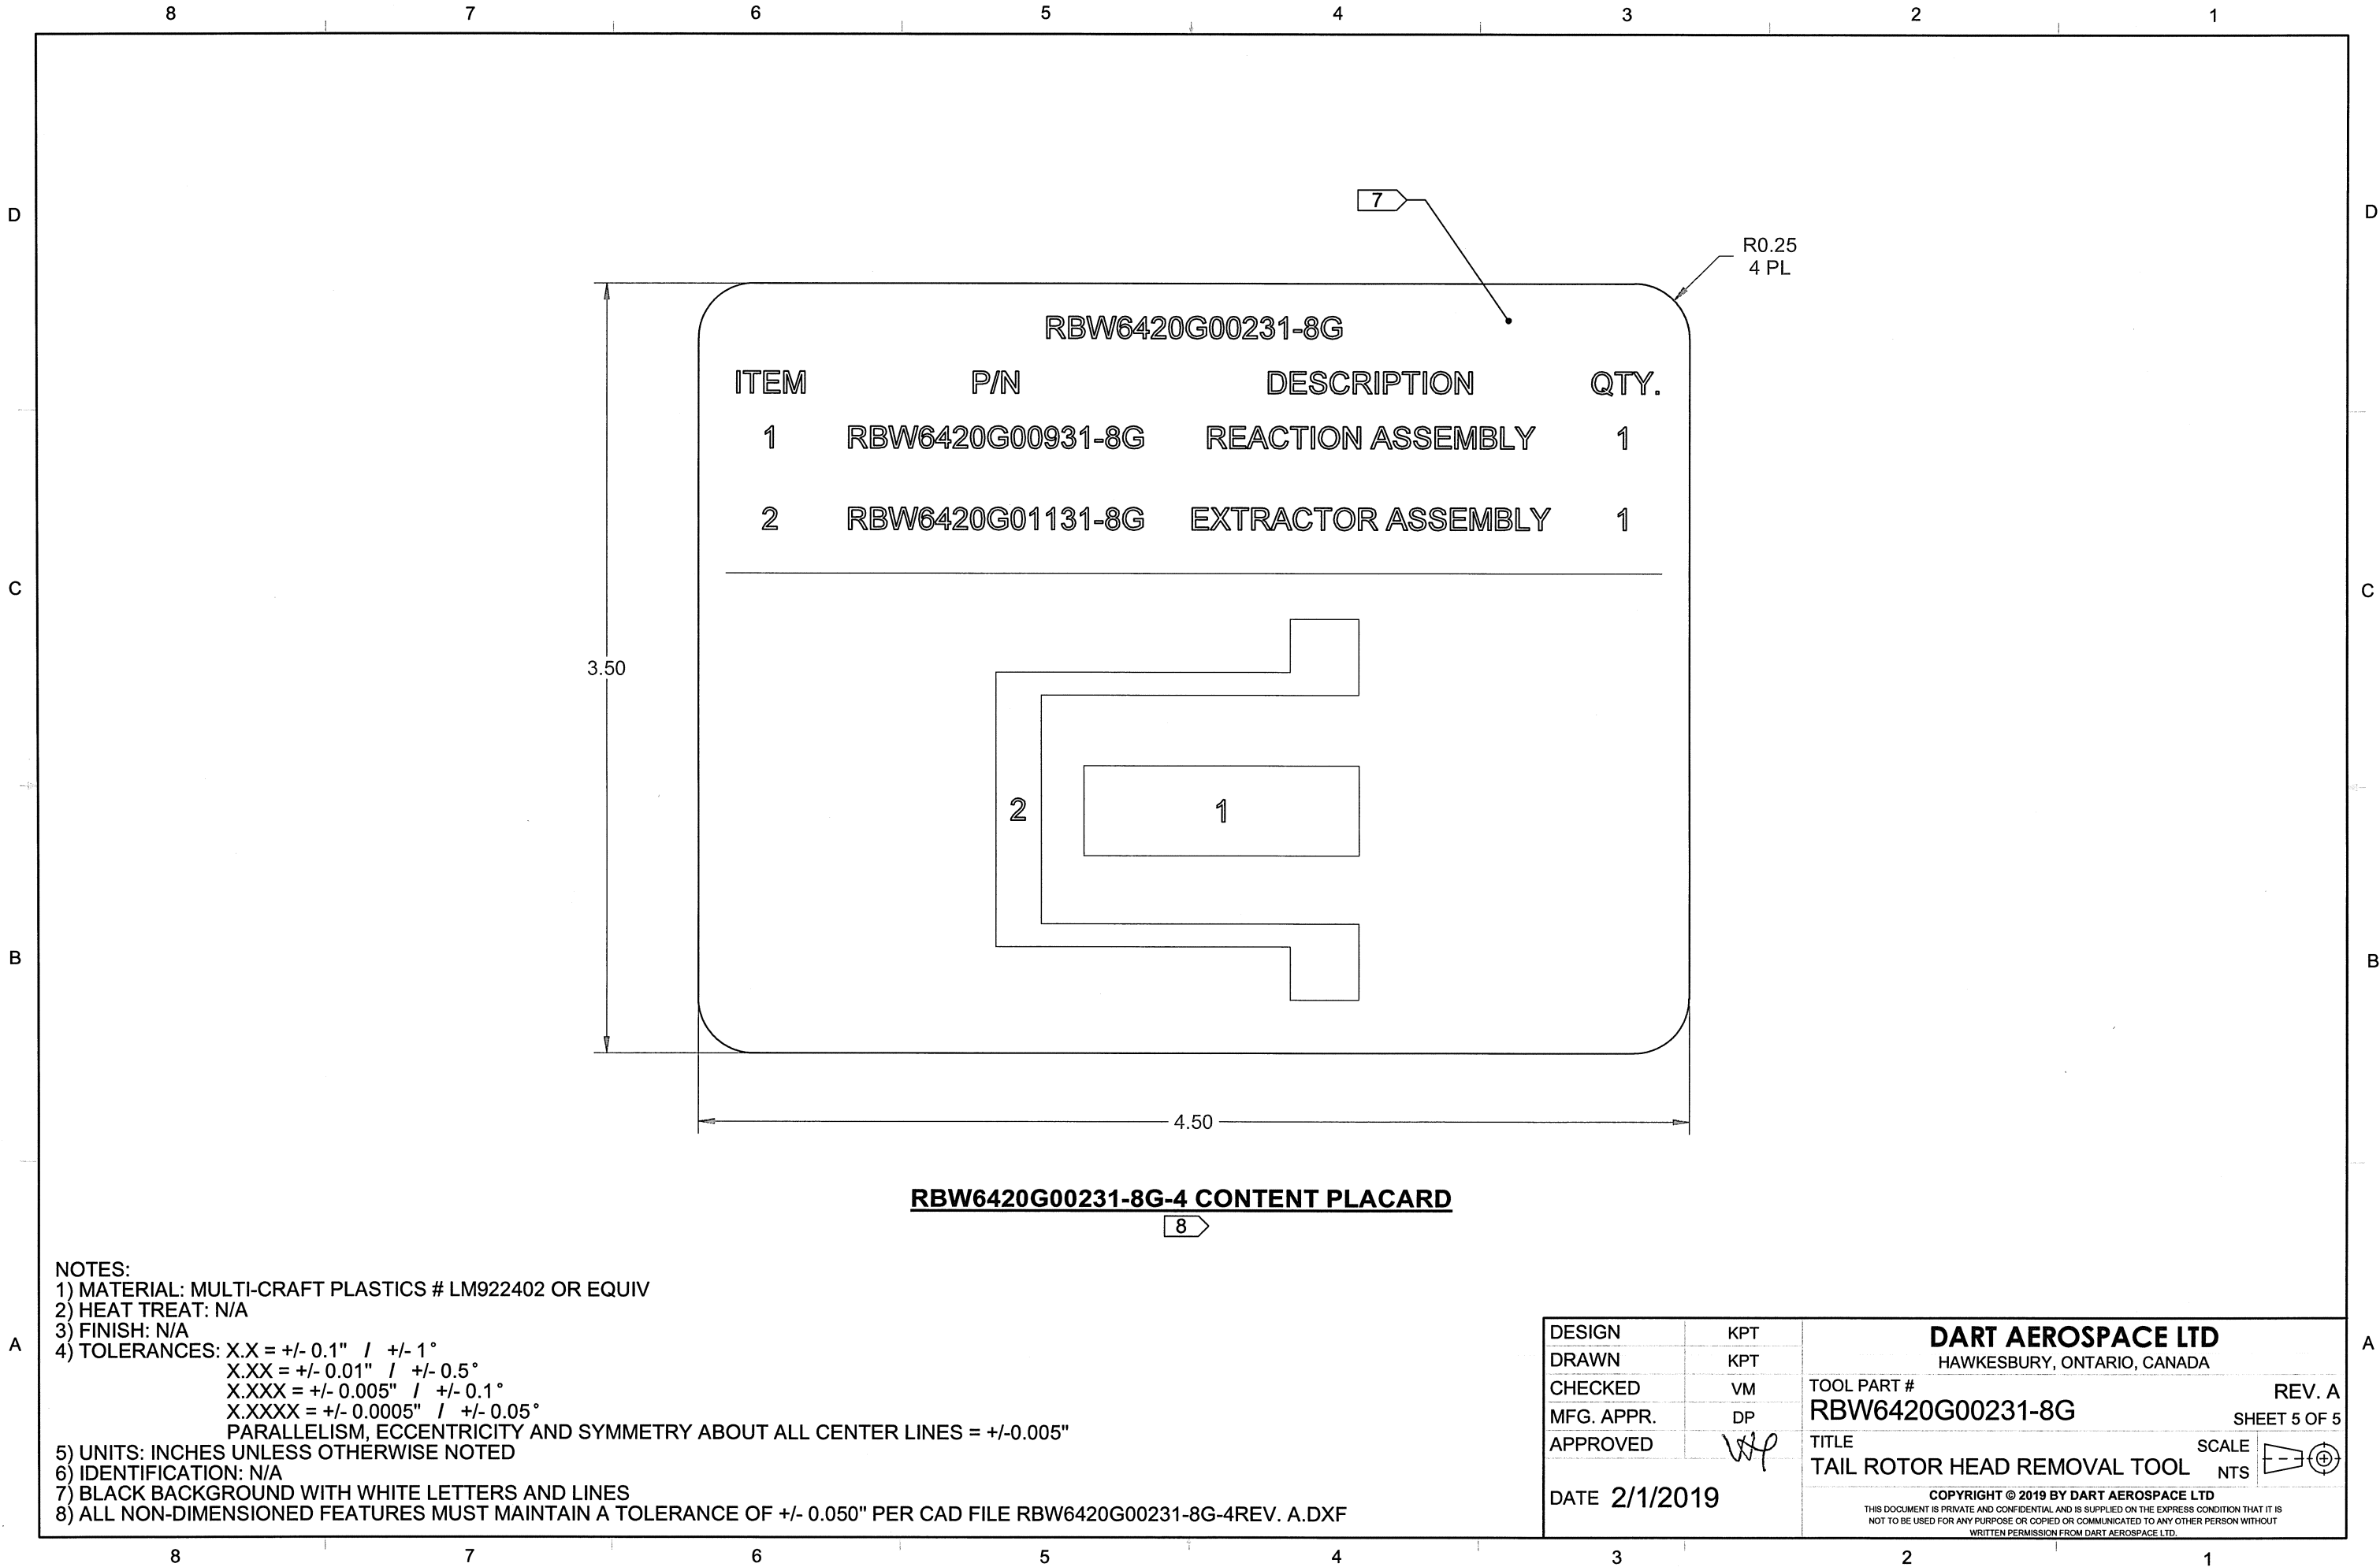 8 7 6 5 4 3 2 1
D D
7
R0.25
4 PL
RBW6420G00231-8G
ITEM P/N DESCRIPTION QTY.
1 RBW6420G00931-8G REACTION ASSEMBLY 1
2 RBW6420G01131-8G EXTRACTOR ASSEMBLY 1
C C
3.50
2 1
B B
4.50
RBW6420G00231-8G-4 CONTENT PLACARD
8
NOTES:
1) MATERIAL: MULTI-CRAFT PLASTICS # LM922402 OR EQUIV
2) HEAT TREAT: N/A
3) FINISH: N/A
4) TOLERANCES: X.X = +/- 0.1" / +/- 1°
X.XX = +/- 0.01" / +/- 0.5°
X.XXX = +/- 0.005" / +/- 0.1°
X.XXXX = +/- 0.0005" / +/- 0.05°
PARALLELISM, ECCENTRICITY AND SYMMETRY ABOUT ALL CENTER LINES = +/-0.005"
5) UNITS: INCHES UNLESS OTHERWISE NOTED
6) IDENTIFICATION: N/A
7) BLACK BACKGROUND WITH WHITE LETTERS AND LINES
8) ALL NON-DIMENSIONED FEATURES MUST MAINTAIN A TOLERANCE OF +/- 0.050" PER CAD FILE RBW6420G00231-8G-4REV. A.DXF
A A
DESIGN KPT
DRAWN KPT
CHECKED VM
MFG. APPR. DP
APPROVED
DATE 2/1/2019
DART AEROSPACE LTD
HAWKESBURY, ONTARIO, CANADA
TOOL PART # REV. A
RBW6420G00231-8G SHEET 5 OF 5
TITLE SCALE
TAIL ROTOR HEAD REMOVAL TOOL NTS
COPYRIGHT © 2019 BY DART AEROSPACE LTD
THIS DOCUMENT IS PRIVATE AND CONFIDENTIAL AND IS SUPPLIED ON THE EXPRESS CONDITION THAT IT IS
NOT TO BE USED FOR ANY PURPOSE OR COPIED OR COMMUNICATED TO ANY OTHER PERSON WITHOUT
WRITTEN PERMISSION FROM DART AEROSPACE LTD.
8 7 6 5 4 3 2 1